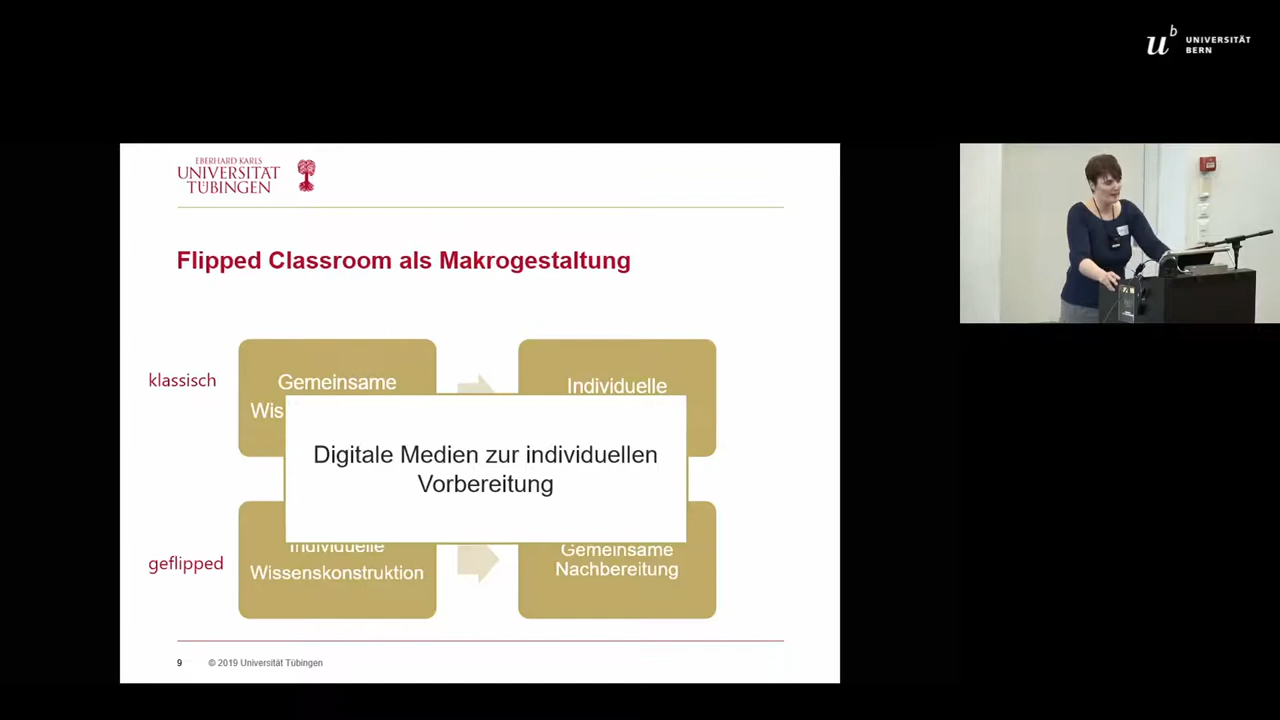 u^b UNIVERSITÄT
BERN
EBERHARD KARLS
UNIVERSITÄT
TÜBINGEN
Flipped Classroom als Makrogestaltung
klassisch
Gemeinsame
Individuelle
Digitale Medien zur individuellen
Vorbereitung
geflipped
Individuelle
Wissenskonstruktion
Gemeinsame
Nachbereitung
9 © 2019 Universität Tübingen